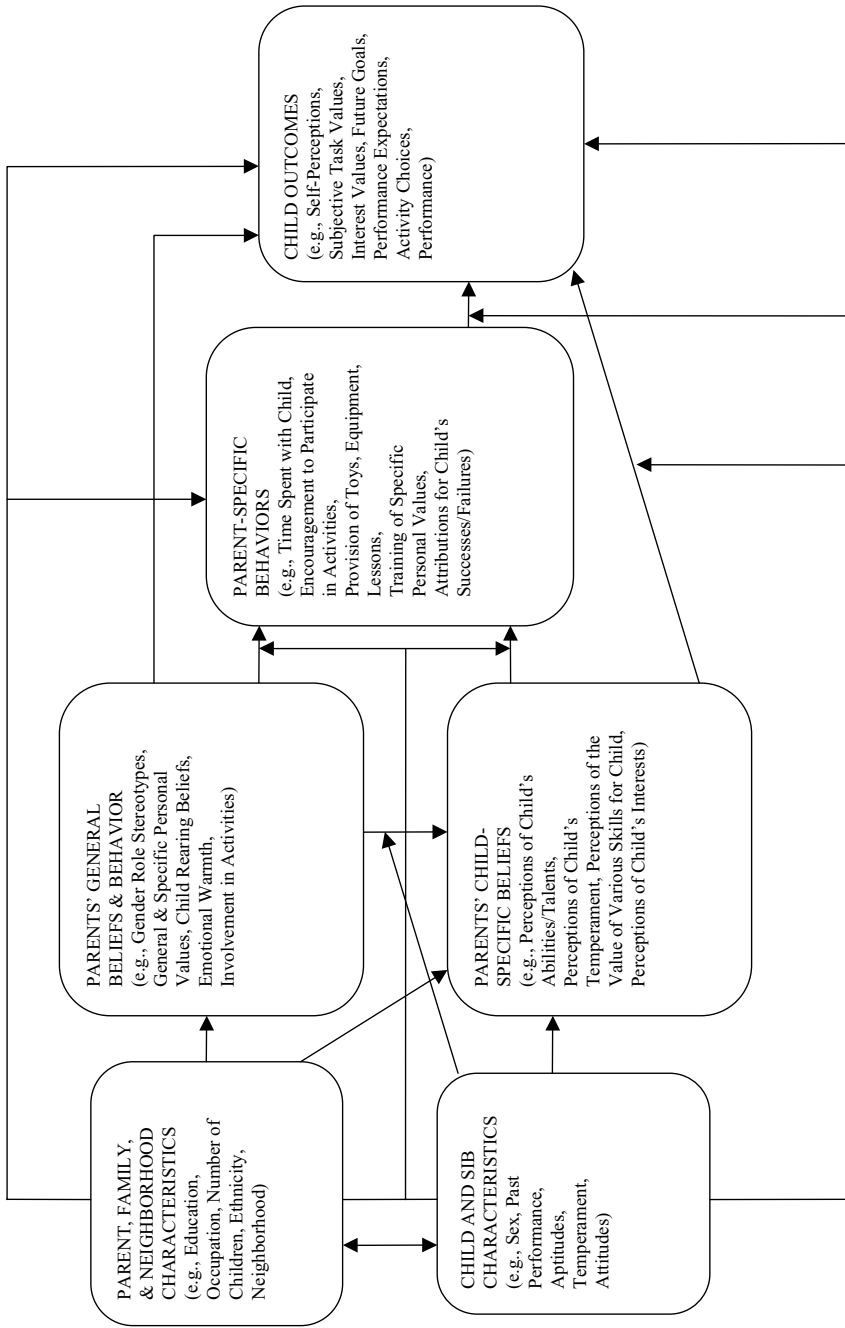 PARENT, FAMILY,
& NEIGHBORHOOD
CHARACTERISTICS
(e.g., Education,
Occupation, Number of
Children, Ethnicity,
Neighborhood)
CHILD AND SIB
CHARACTERISTICS
(e.g., Sex, Past
Performance,
Aptitudes,
Temperament,
Attitudes)
PARENTS’ GENERAL
BELIEFS & BEHAVIOR
(e.g., Gender Role Stereotypes,
General & Specific Personal
Values, Child Rearing Beliefs,
Emotional Warmth,
Involvement in Activities)
PARENTS’ CHILD-
SPECIFIC BELIEFS
(e.g., Perceptions of Child’s
Abilities/Talents,
Perceptions of Child’s
Temperament, Perceptions of the
Value of Various Skills for Child,
Perceptions of Child’s Interests)
PARENT-SPECIFIC
BEHAVIORS
(e.g., Time Spent with Child,
Encouragement to Participate
in Activities,
Provision of Toys, Equipment,
Lessons,
Training of Specific
Personal Values,
Attributions for Child’s
Successes/Failures)
CHILD OUTCOMES
(e.g., Self-Perceptions,
Subjective Task Values,
Interest Values, Future Goals,
Performance Expectations,
Activity Choices,
Performance)